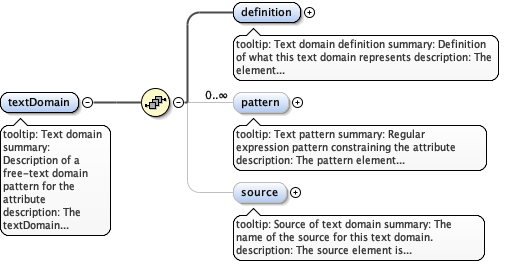 definition
tooltip: Text domain definition summary: Definition
of what this text domain represents description: The
element...
textDomain
0..∞
pattern
tooltip: Text domain
summary:
Description of a
free-text domain
pattern for the
attribute
description: The
textDomain...
tooltip: Text pattern summary: Regular
expression pattern constraining the attribute
description: The pattern element...
source
tooltip: Source of text domain summary: The
name of the source for this text domain.
description: The source element is...